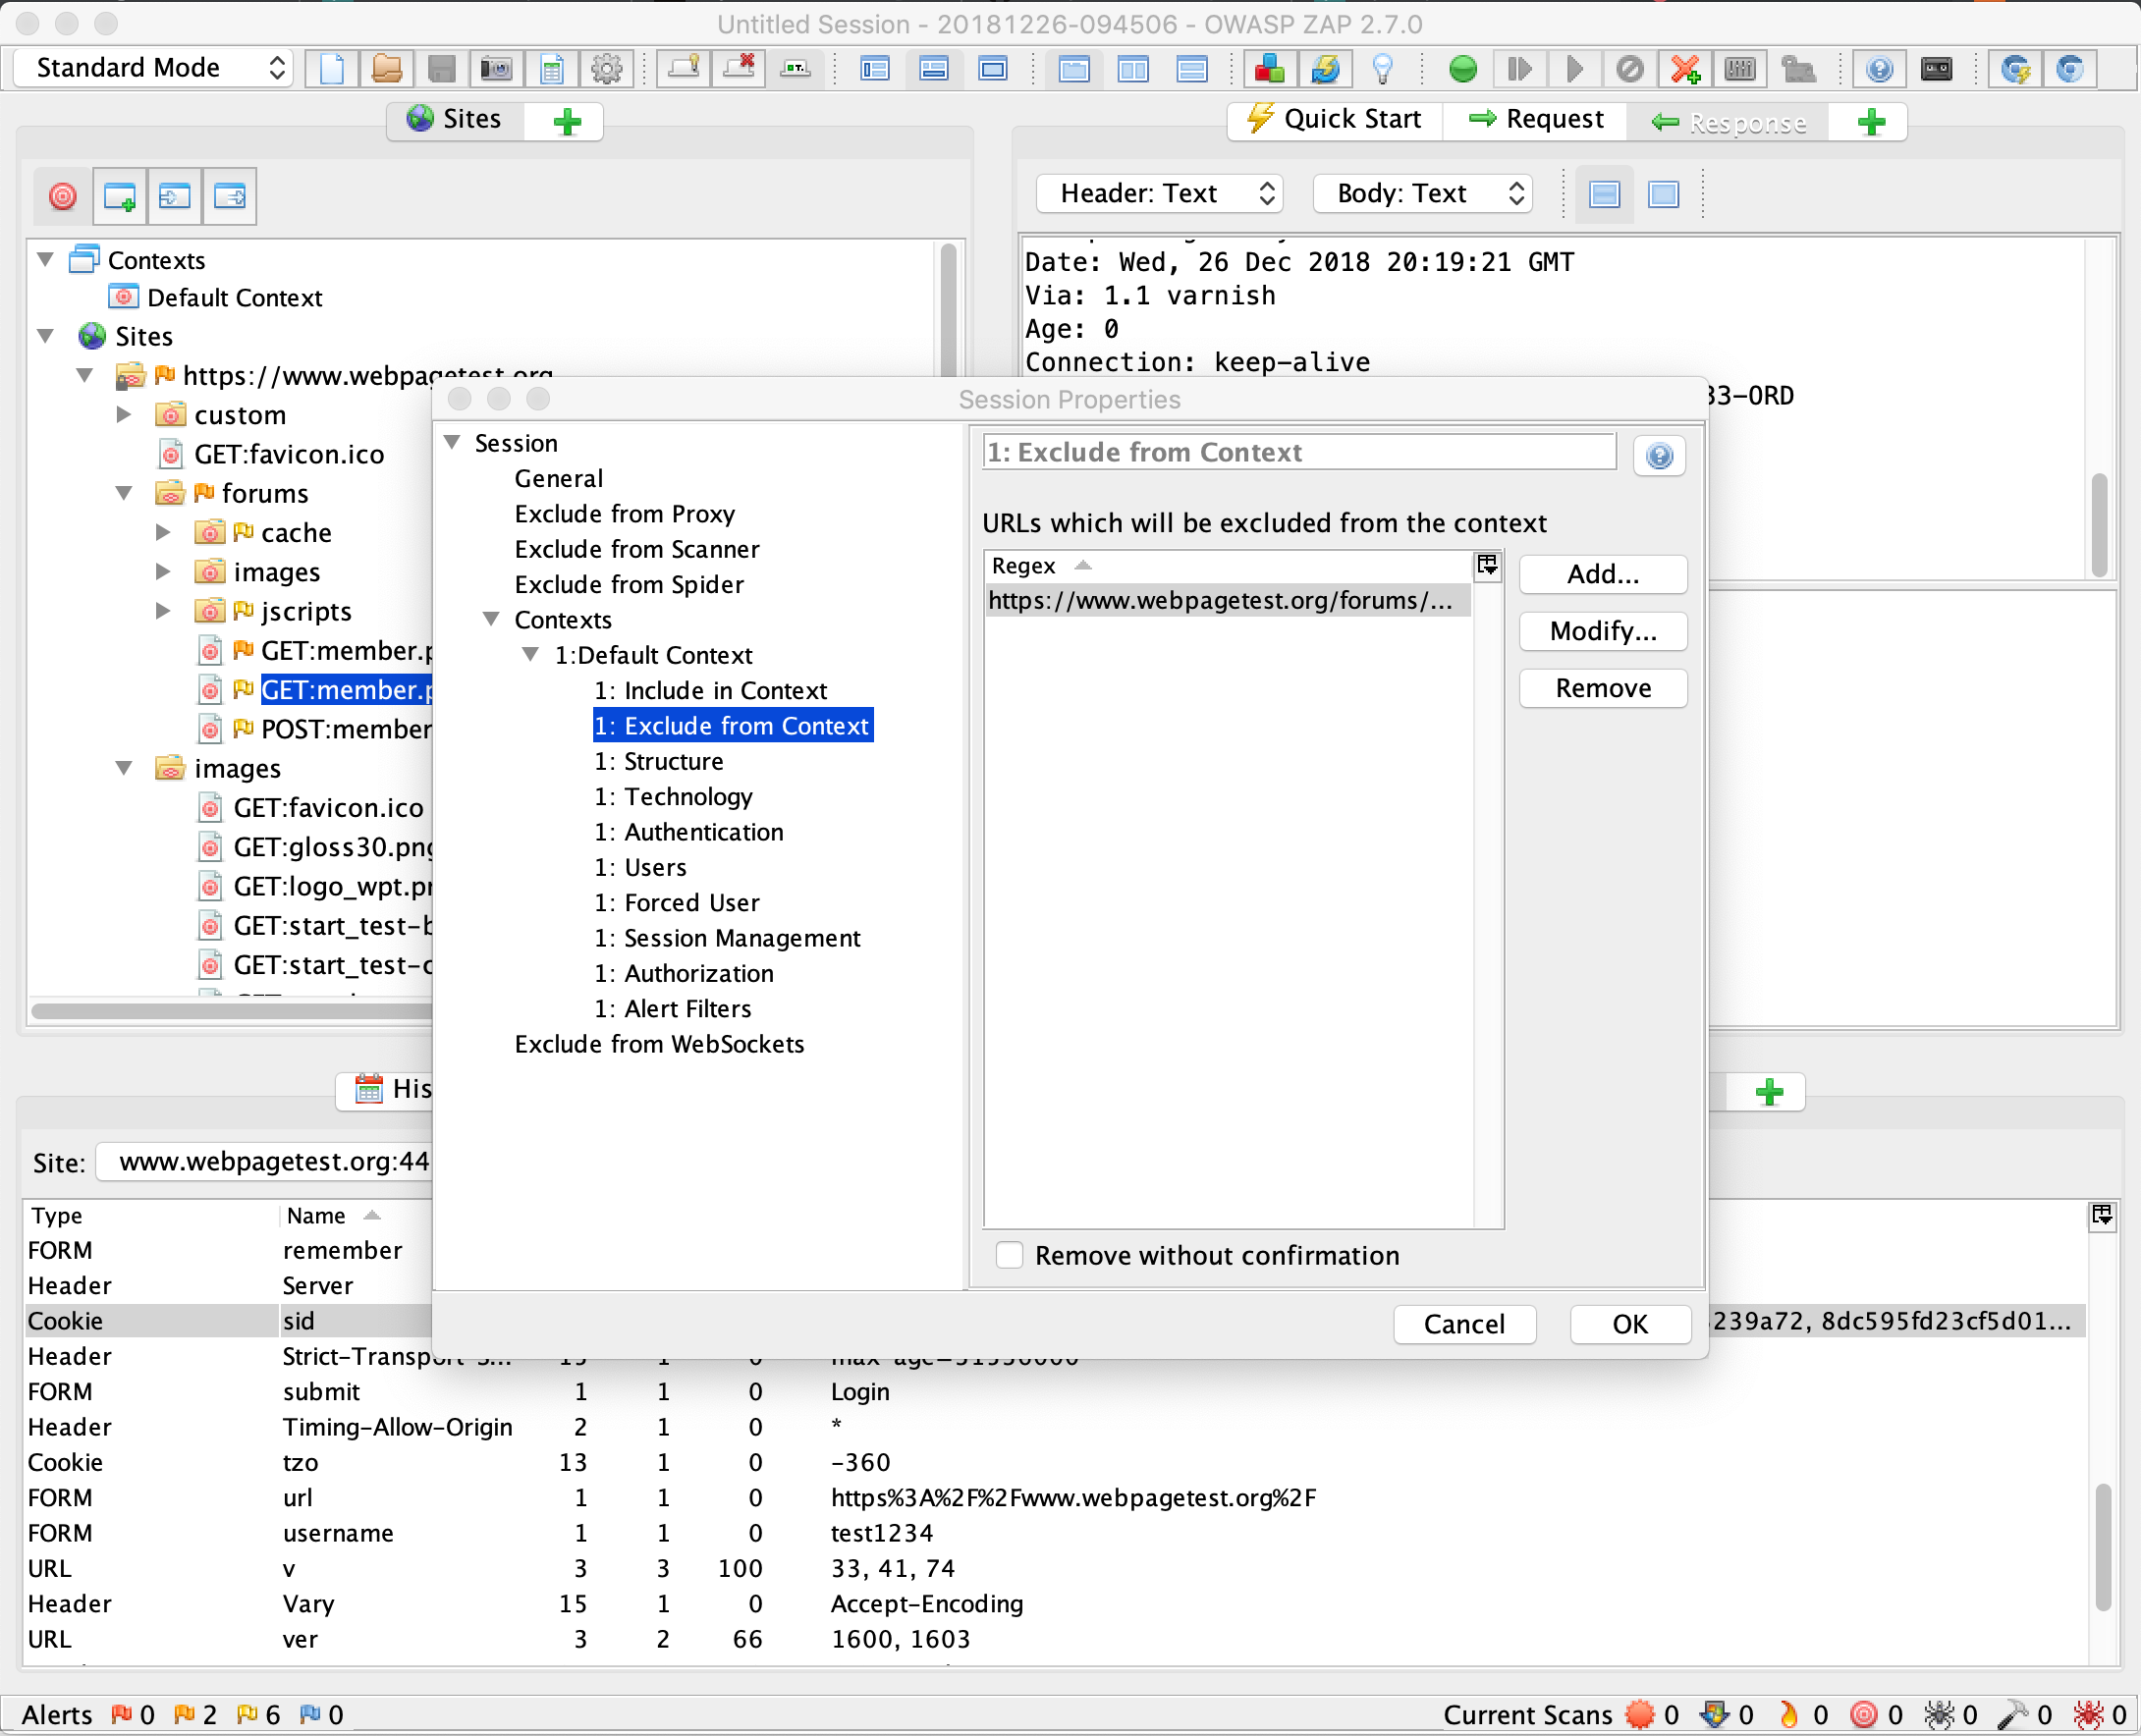 Untitled Session - 20181226-094506 - OWASP ZAP 2.7.0
Standard Mode
Sites
Quick Start
Request
Response
Header: Text
Body: Text
Contexts
Default Context
Sites
https://www.webpagetest.org
custom
GET:favicon.ico
forums
cache
images
jscripts
GET:member.p
GET:member.p
POST:member
images
GET:favicon.ico
GET:gloss30.png
GET:logo_wpt.pn
GET:start_test-b
GET:start_test-c
Date: Wed, 26 Dec 2018 20:19:21 GMT
Via: 1.1 varnish
Age: 0
Connection: keep-alive
33-ORD
Session Properties
Session
General
Exclude from Proxy
Exclude from Scanner
Exclude from Spider
Contexts
1:Default Context
1: Include in Context
1: Exclude from Context
1: Structure
1: Technology
1: Authentication
1: Users
1: Forced User
1: Session Management
1: Authorization
1: Alert Filters
Exclude from WebSockets
1: Exclude from Context
URLs which will be excluded from the context
Regex
https://www.webpagetest.org/forums/...
Add...
Modify...
Remove
Remove without confirmation
Cancel
OK
His
Site: www.webpagetest.org:44
Type Name
FORM remember
Header Server
Cookie sid 239a72, 8dc595fd23cf5d01...
Header Strict-Transport-S... 15 1 0 max-age=31536000
FORM submit 1 1 0 Login
Header Timing-Allow-Origin 2 1 0 *
Cookie tzo 13 1 0 -360
FORM url 1 1 0 https%3A%2F%2Fwww.webpagetest.org%2F
FORM username 1 1 0 test1234
URL v 3 3 100 33, 41, 74
Header Vary 15 1 0 Accept-Encoding
URL ver 3 2 66 1600, 1603
Alerts 0 2 6 0 Current Scans 0 0 0 0 0 0 0